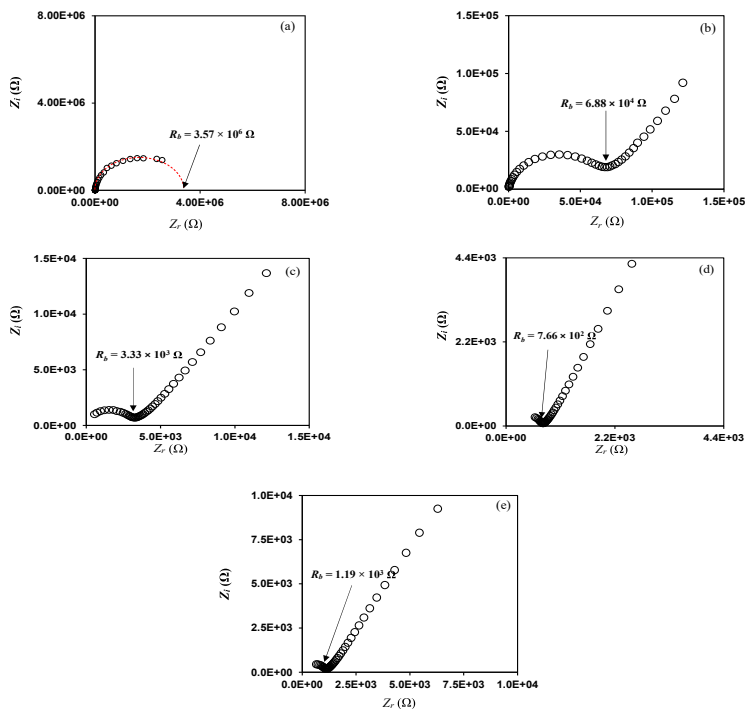 (a)
8.00E+06
4.00E+06
0.00E+00
Zi (Ω)
Rb = 3.57 × 10⁶ Ω
0.00E+00 4.00E+06 8.00E+06
Zr (Ω)
(b)
1.5E+05
1.0E+05
5.0E+04
0.0E+00
Zi (Ω)
Rb = 6.88 × 10⁴ Ω
0.0E+00 5.0E+04 1.0E+05 1.5E+05
Zr (Ω)
(c)
1.5E+04
1.0E+04
5.0E+03
0.0E+00
Zi (Ω)
Rb = 3.33 × 10³ Ω
0.0E+00 5.0E+03 1.0E+04 1.5E+04
Zr (Ω)
(d)
4.4E+03
2.2E+03
0.0E+00
Zi (Ω)
Rb = 7.66 × 10² Ω
0.0E+00 2.2E+03 4.4E+03
Zr (Ω)
(e)
1.0E+04
7.5E+03
5.0E+03
2.5E+03
0.0E+00
Zi (Ω)
Rb = 1.19 × 10³ Ω
0.0E+00 2.5E+03 5.0E+03 7.5E+03 1.0E+04
Zr (Ω)